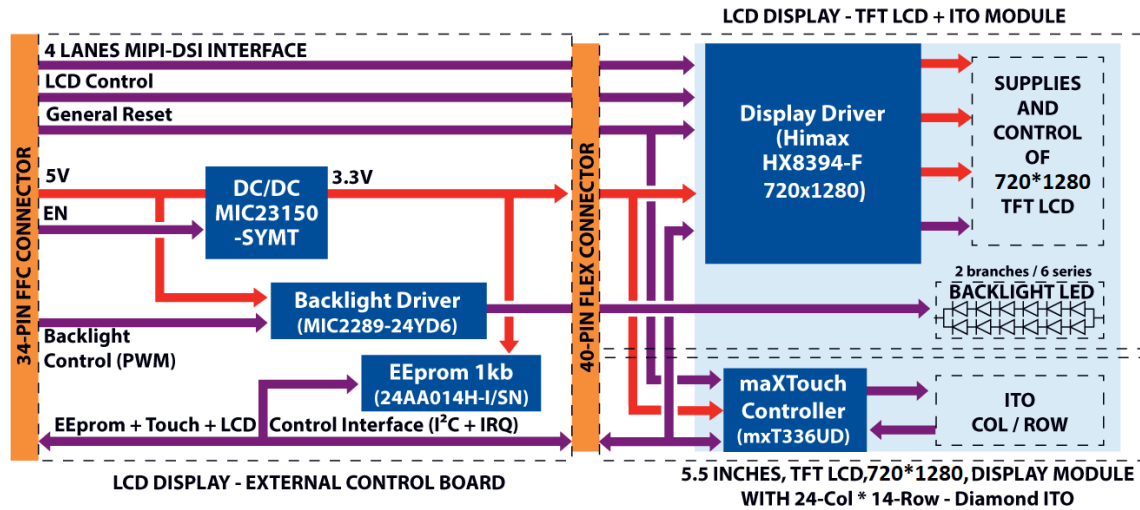 LCD DISPLAY - TFT LCD + ITO MODULE
34-PIN FFC CONNECTOR
4 LANES MIPI-DSI INTERFACE
LCD Control
General Reset
5V
EN
DC/DC
MIC23150
-SYMT
3.3V
Backlight Driver
(MIC2289-24YD6)
Backlight
Control (PWM)
EEprom 1kb
(24AA014H-I/SN)
EEprom + Touch + LCD Control Interface (I²C + IRQ)
LCD DISPLAY - EXTERNAL CONTROL BOARD
40-PIN FLEX CONNECTOR
Display Driver
(Himax
HX8394-F
720x1280)
SUPPLIES
AND
CONTROL
OF
720*1280
TFT LCD
2 branches / 6 series
BACKLIGHT LED
maXTouch
Controller
(mxT336UD)
ITO
COL / ROW
5.5 INCHES, TFT LCD,720*1280, DISPLAY MODULE
WITH 24-Col * 14-Row - Diamond ITO